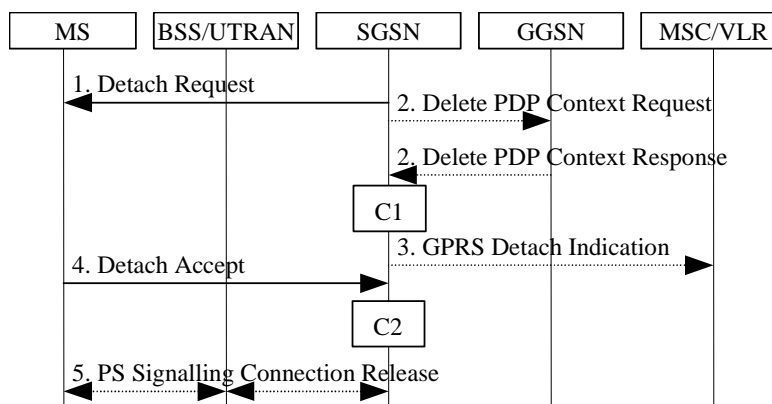 MS BSS/UTRAN SGSN GGSN MSC/VLR
1. Detach Request
2. Delete PDP Context Request
2. Delete PDP Context Response
C1
3. GPRS Detach Indication
4. Detach Accept
C2
5. PS Signalling Connection Release